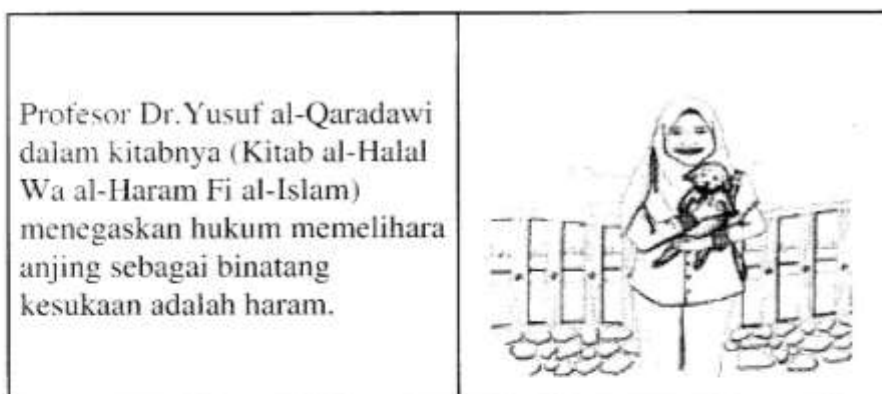 Profesor Dr.Yusuf al-Qaradawi
dalam kitabnya (Kitab al-Halal
Wa al-Haram Fi al-Islam)
menegaskan hukum memelihara
anjing sebagai binatang
kesukaan adalah haram.